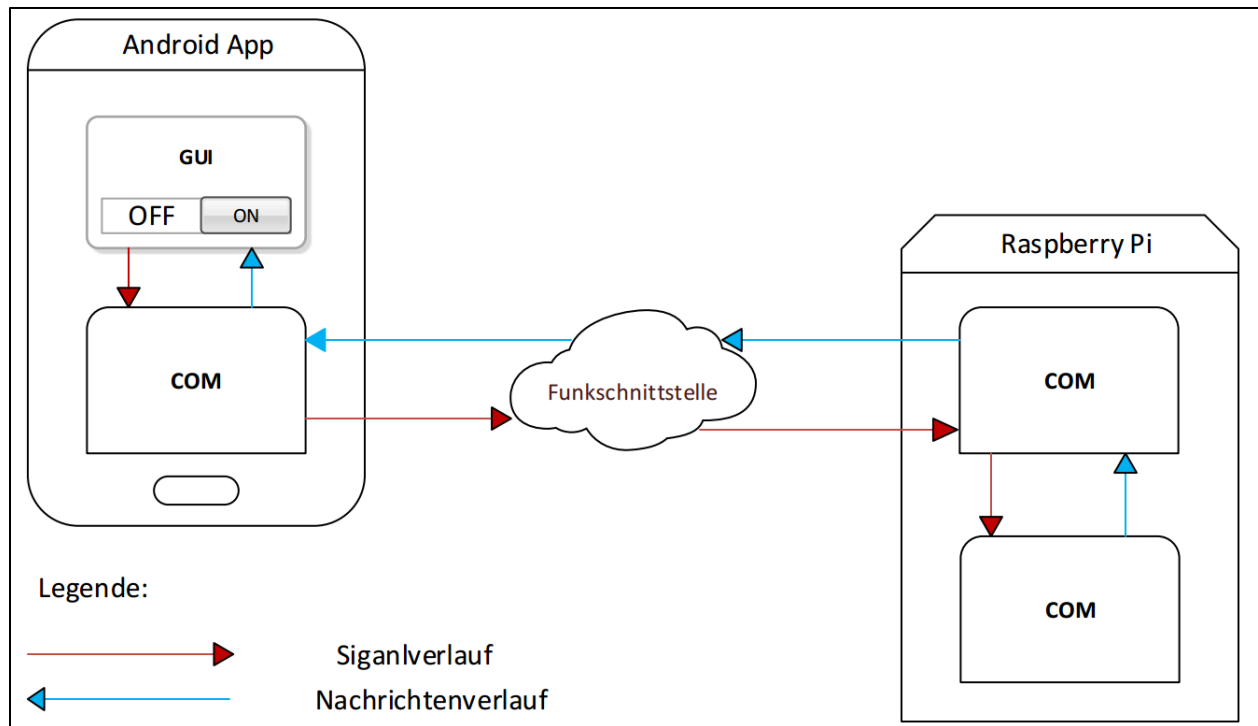 Android App
GUI
OFF
ON
COM
Funkschnittstelle
Raspberry Pi
COM
COM
Legende:
Siganlverlauf
Nachrichtenverlauf